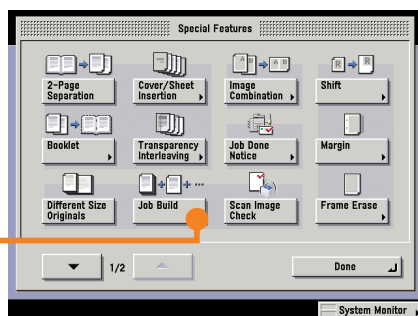 Special Features
2-Page
Separation
Cover/Sheet
Insertion
Image
Combination
Shift
Booklet
Transparency
Interleaving
Job Done
Notice
Margin
Different Size
Originals
Job Build
Scan Image
Check
Frame Erase
1/2
Done
System Monitor